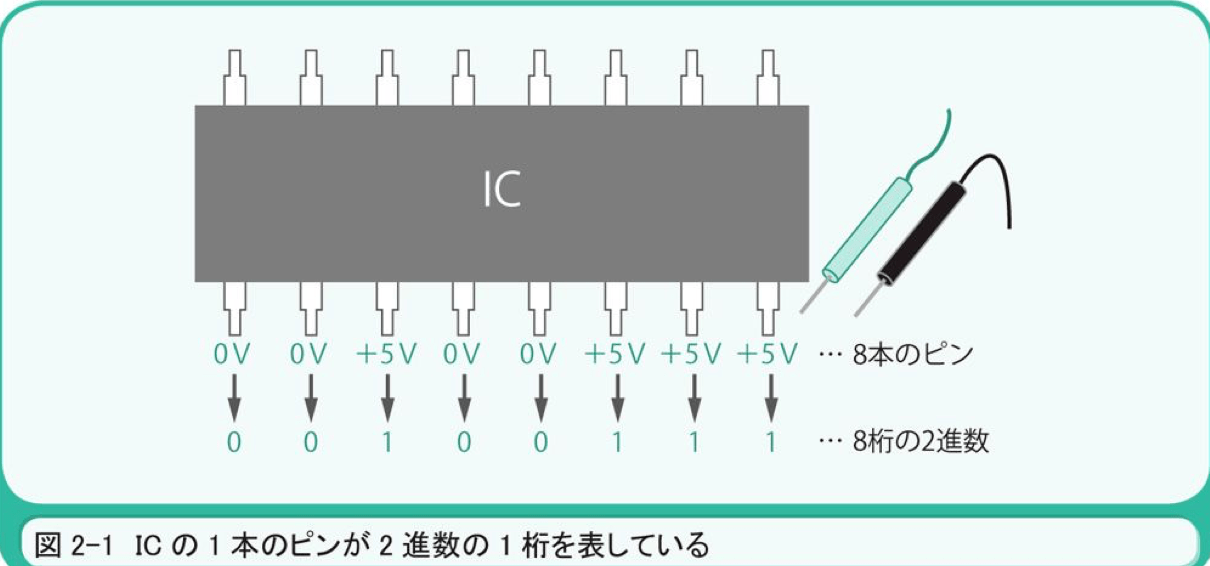 IC
0V 0V +5V 0V 0V +5V +5V +5V … 8本のピン
0 0 1 0 0 1 1 1 … 8桁の2進数
図 2-1 IC の 1 本のピンが 2 進数の 1 桁を表している